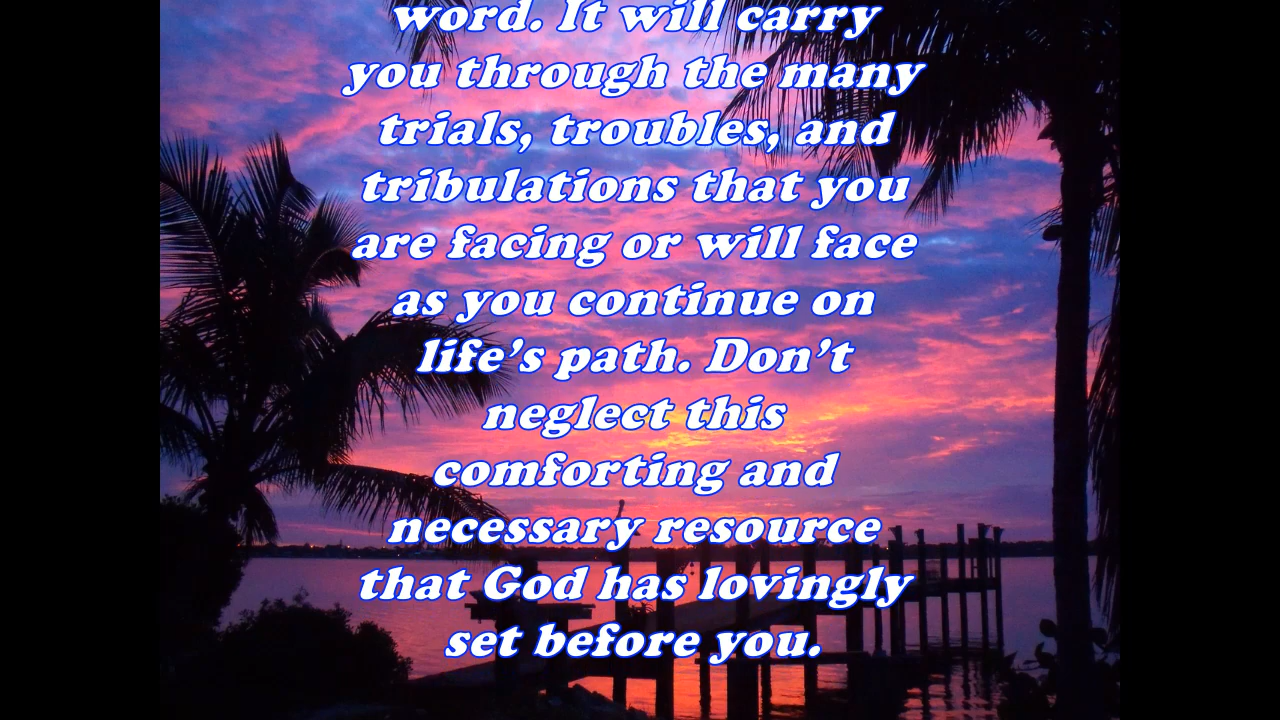 word. It will carry
you through the many
trials, troubles, and
tribulations that you
are facing or will face
as you continue on
life’s path. Don’t
neglect this
comforting and
necessary resource
that God has lovingly
set before you.